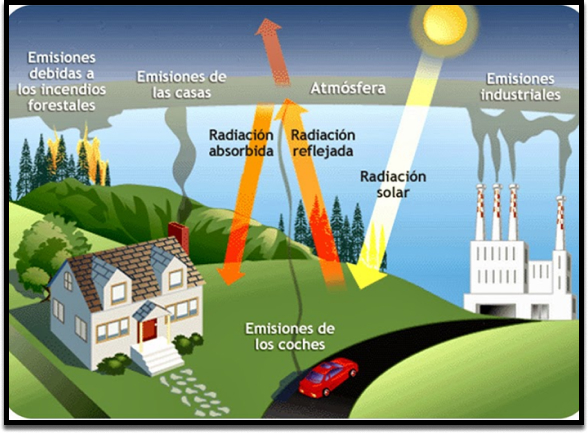 Emisiones
debidas a
los incendios
forestales
Emisiones de
las casas
Atmósfera
Emisiones
industriales
Radiación
absorbida
Radiación
reflejada
Radiación
solar
Emisiones de
los coches